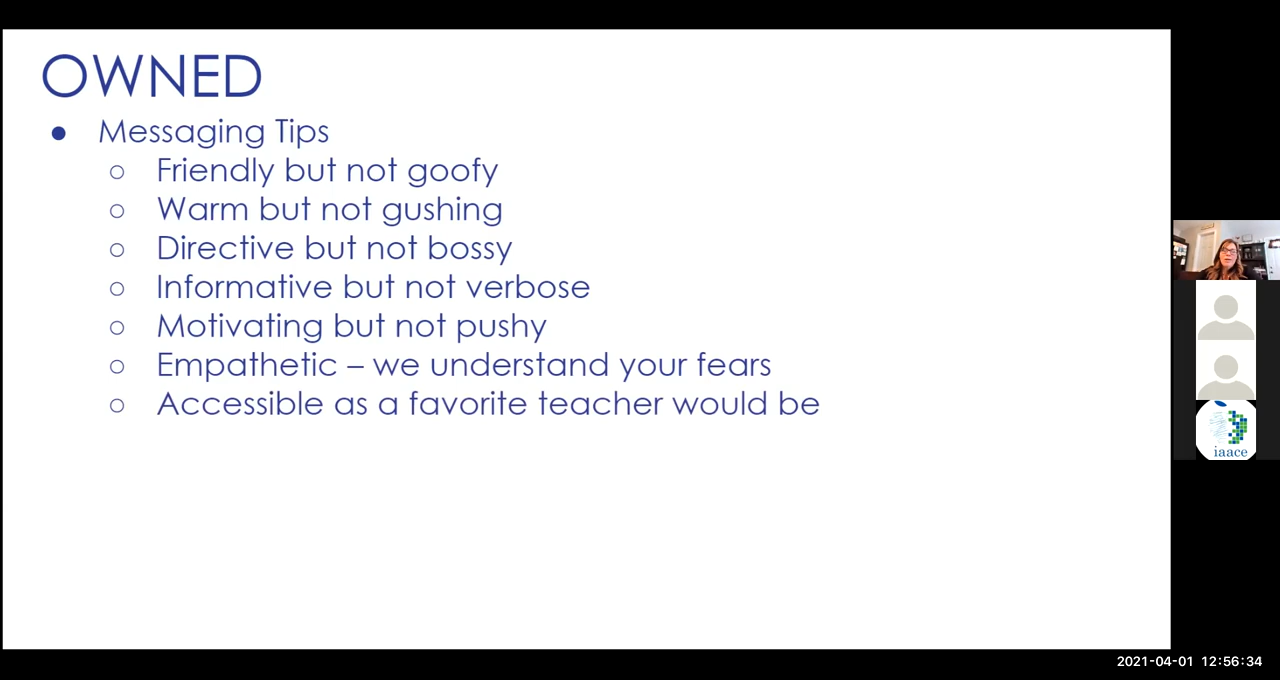 OWNED
● Messaging Tips
○ Friendly but not goofy
○ Warm but not gushing
○ Directive but not bossy
○ Informative but not verbose
○ Motivating but not pushy
○ Empathetic – we understand your fears
○ Accessible as a favorite teacher would be
iaace
2021-04-01 12:56:34